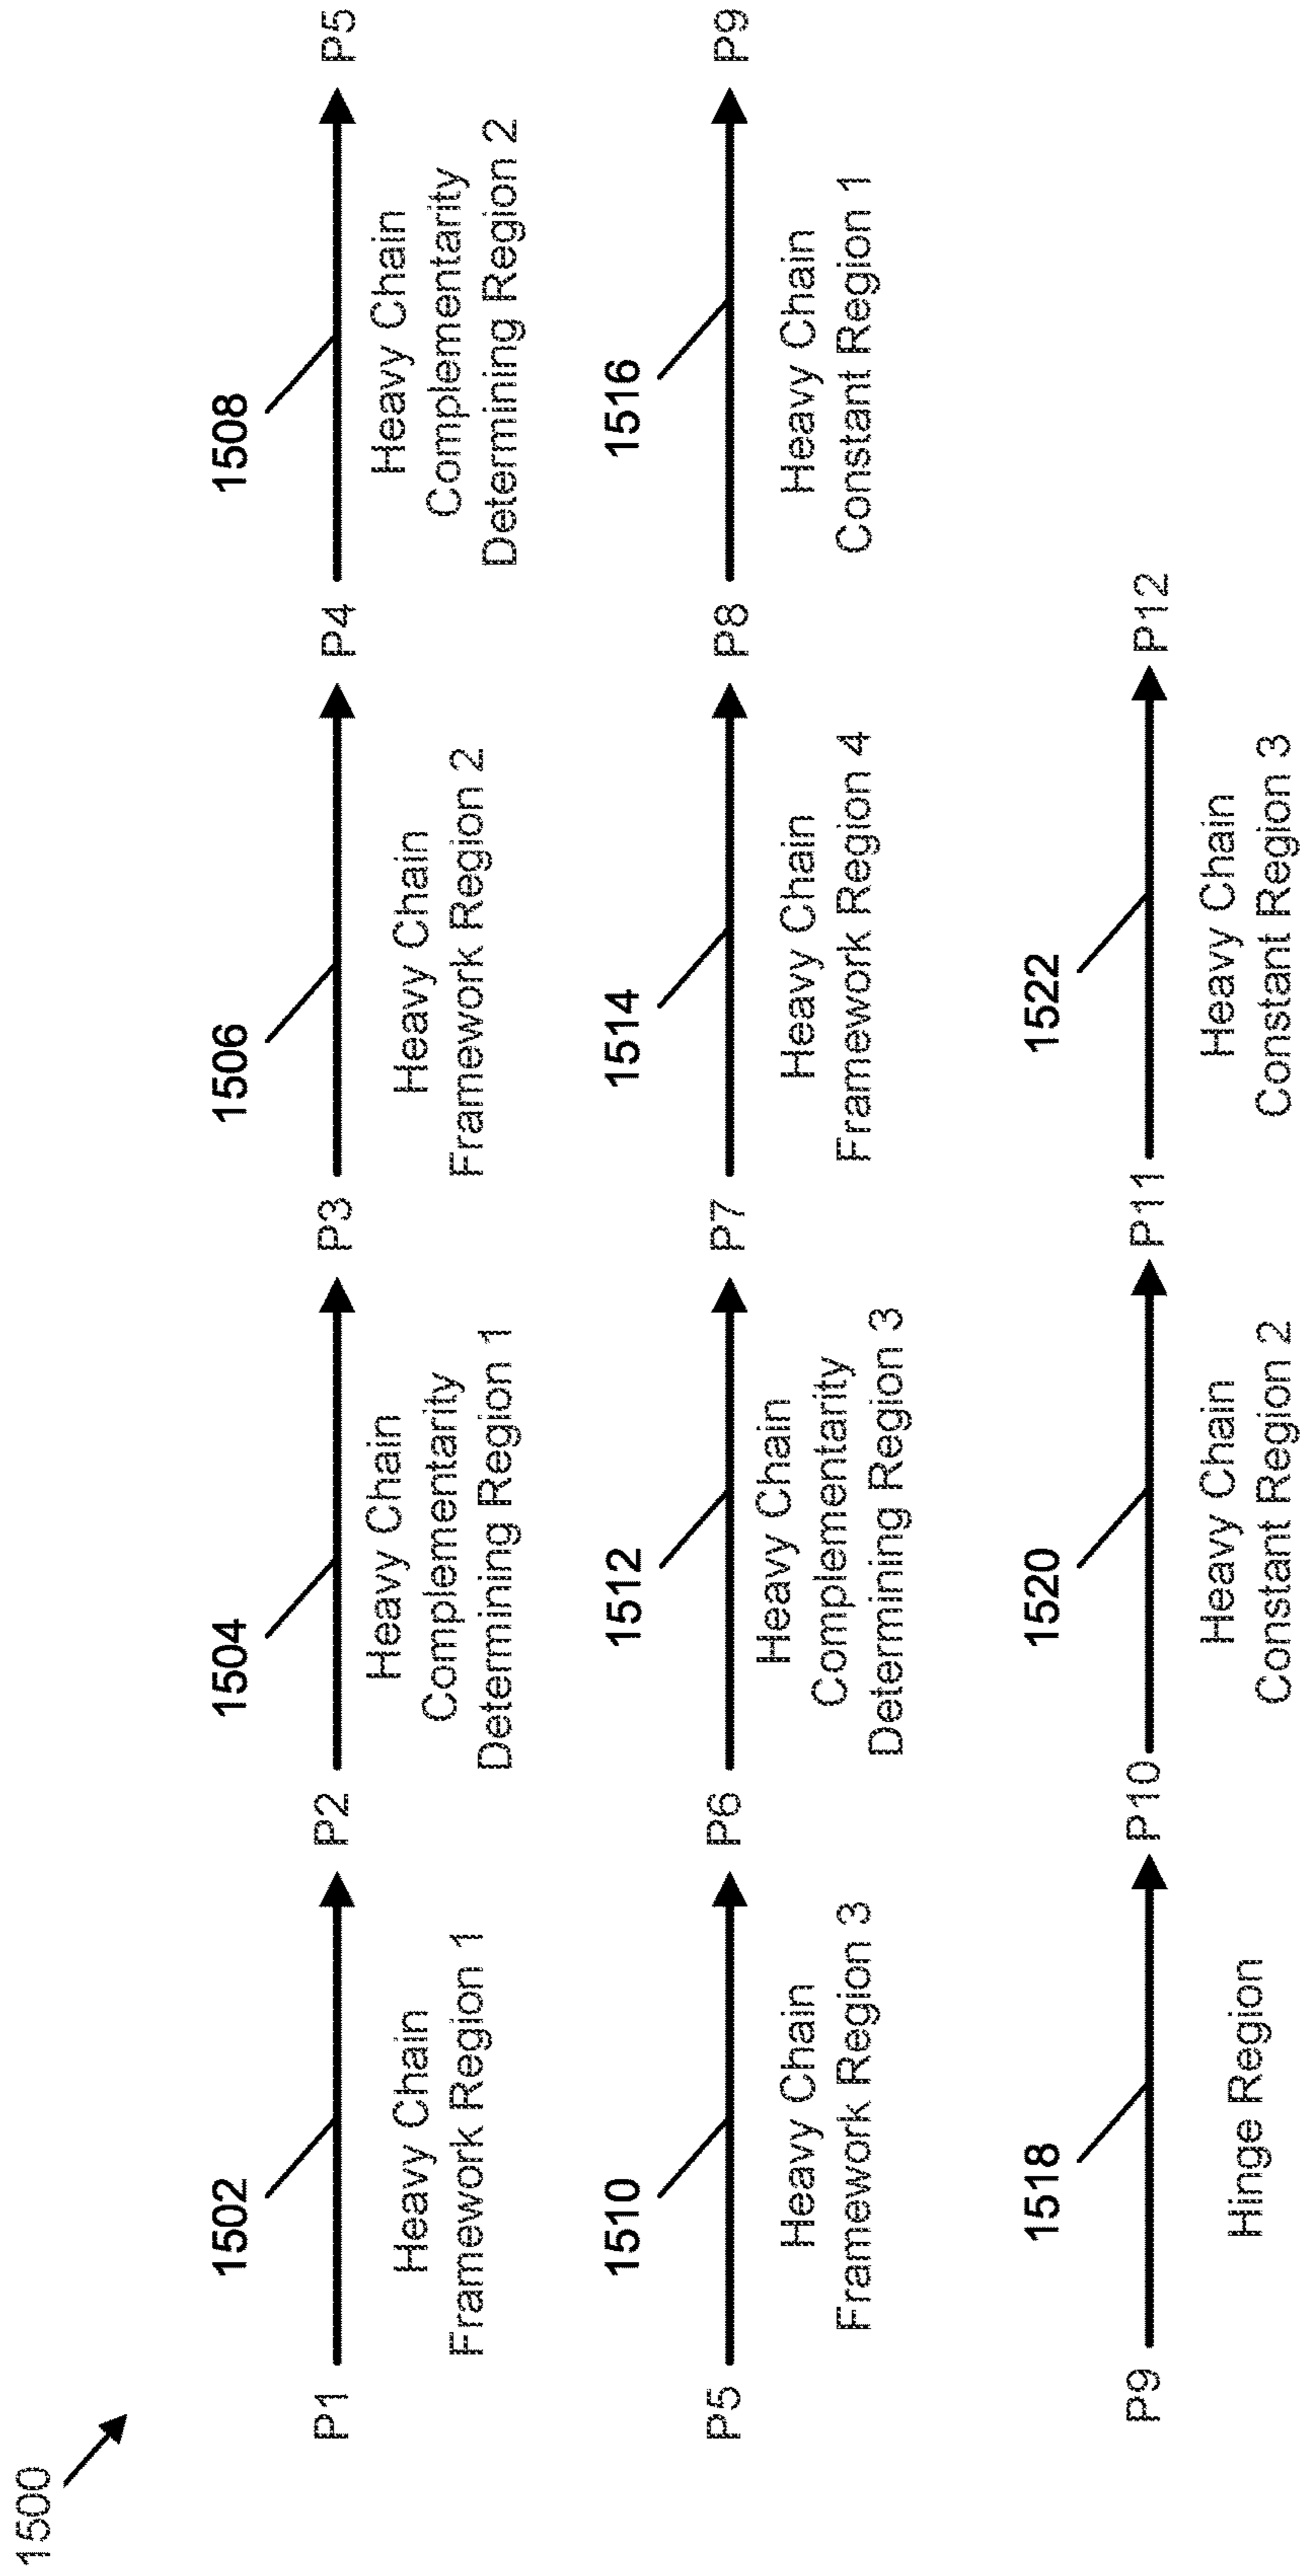 1500
1502
1504
1506
1508
P1
P2
P3
P4
P5
Heavy Chain
Framework Region 1
Heavy Chain
Complementarity
Determining Region 1
Heavy Chain
Framework Region 2
Heavy Chain
Complementarity
Determining Region 2
1510
1512
1514
1516
P5
P6
P7
P8
P9
Heavy Chain
Framework Region 3
Heavy Chain
Complementarity
Determining Region 3
Heavy Chain
Framework Region 4
Heavy Chain
Constant Region 1
1518
1520
1522
P9
P10
P11
P12
Hinge Region
Heavy Chain
Constant Region 2
Heavy Chain
Constant Region 3